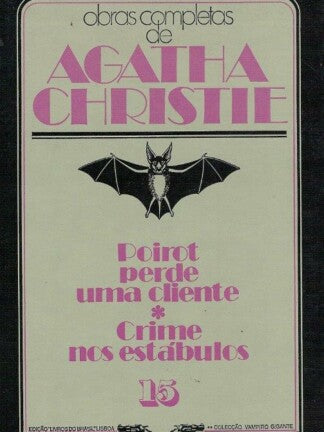 obras completas
de
AGATHA
CHRISTIE
Poirot
perde
uma cliente
*
Crime
nos estábulos
15
EDIÇÃO "LIVROS DO BRASIL" LISBOA
COLECÇÃO VAMPIRO GIGANTE